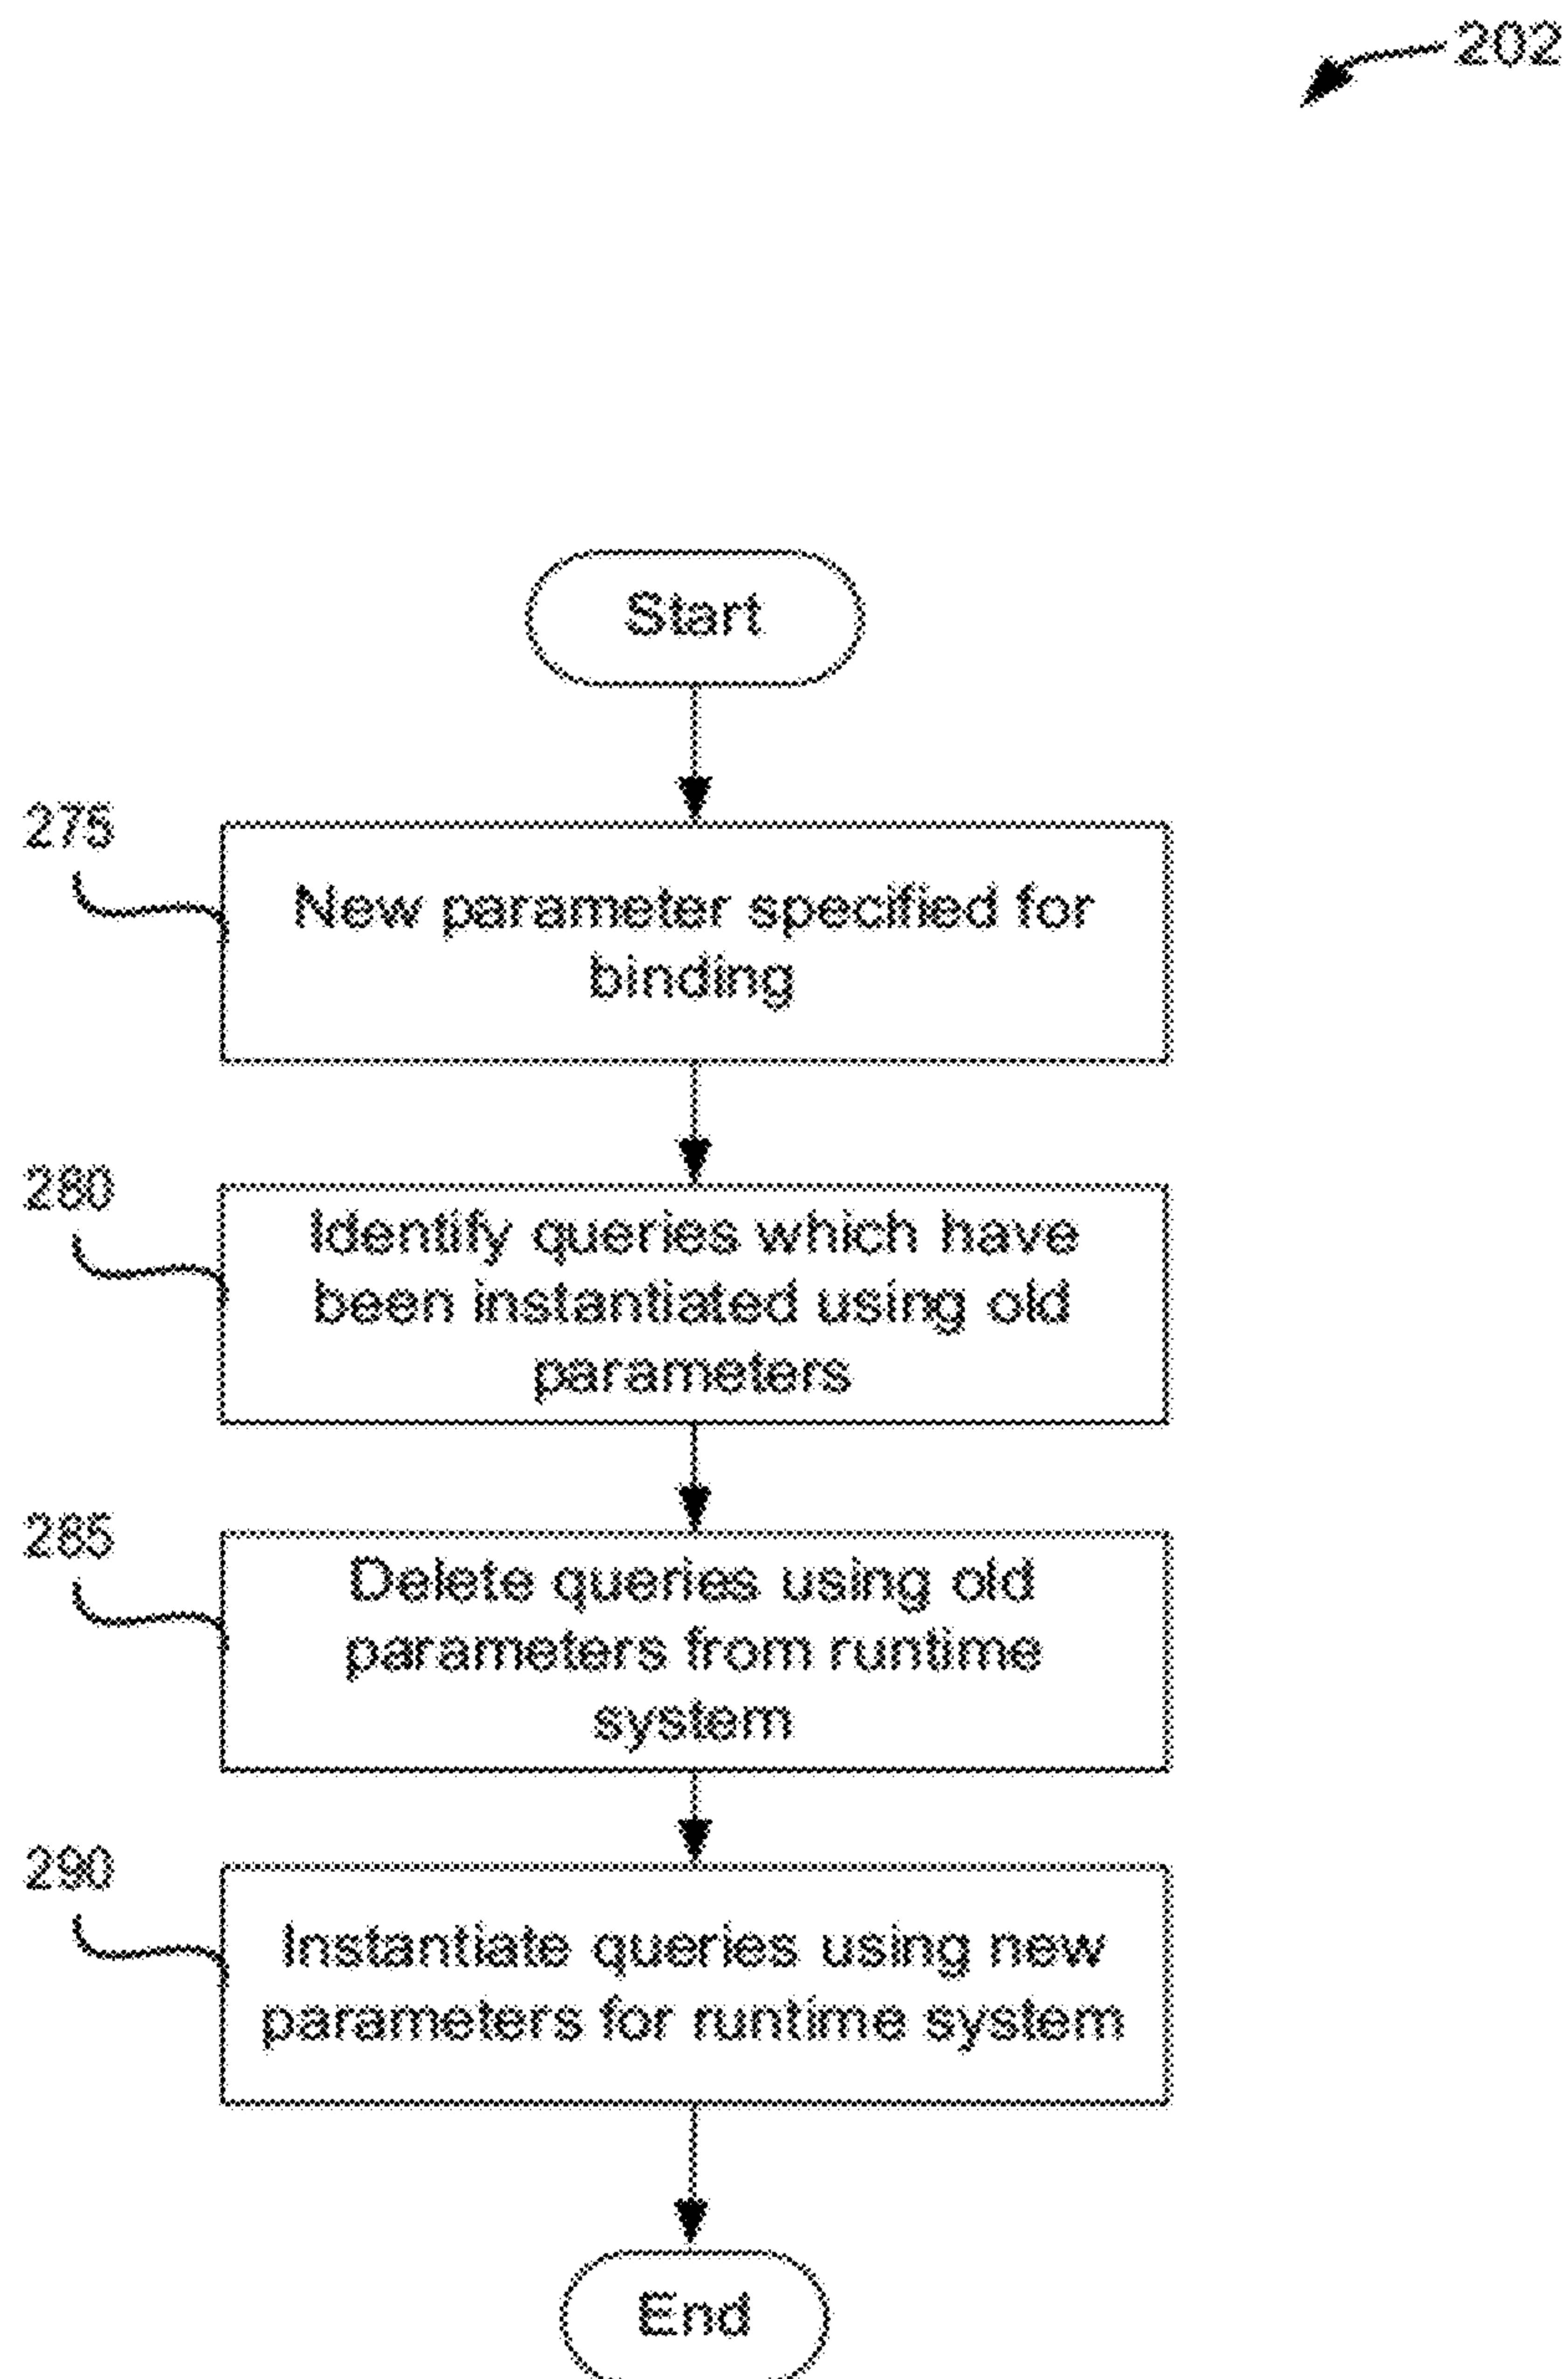 202
Start
275
New parameter specified for
binding
280
Identify queries which have
been instantiated using old
parameters
285
Delete queries using old
parameters from runtime
system
290
Instantiate queries using new
parameters for runtime system
End